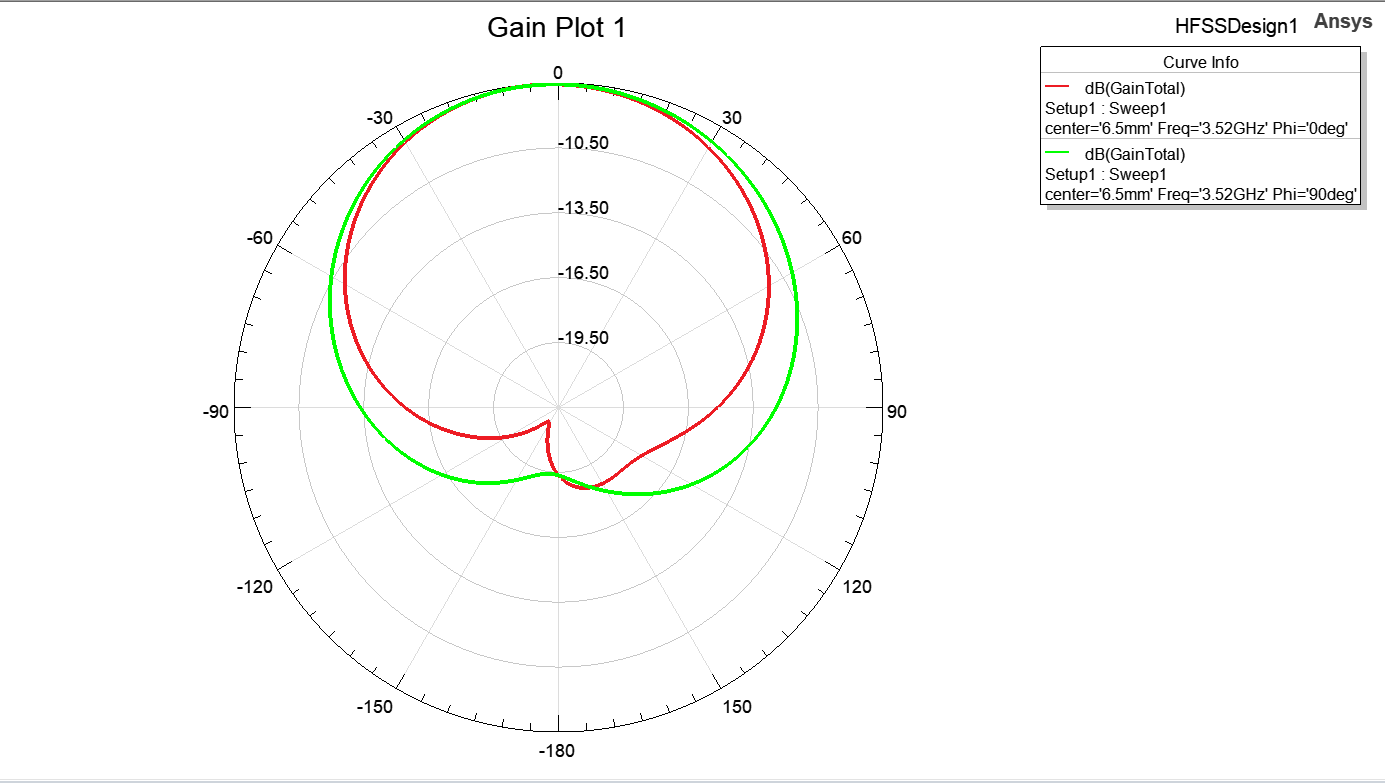 Gain Plot 1
HFSSDesign1
Ansys
Curve Info
dB(GainTotal)
Setup1 : Sweep1
center='6.5mm' Freq='3.52GHz' Phi='0deg'
dB(GainTotal)
Setup1 : Sweep1
center='6.5mm' Freq='3.52GHz' Phi='90deg'
0
-30
30
-10.50
-13.50
-60
60
-16.50
-19.50
-90
90
-120
120
-150
150
-180